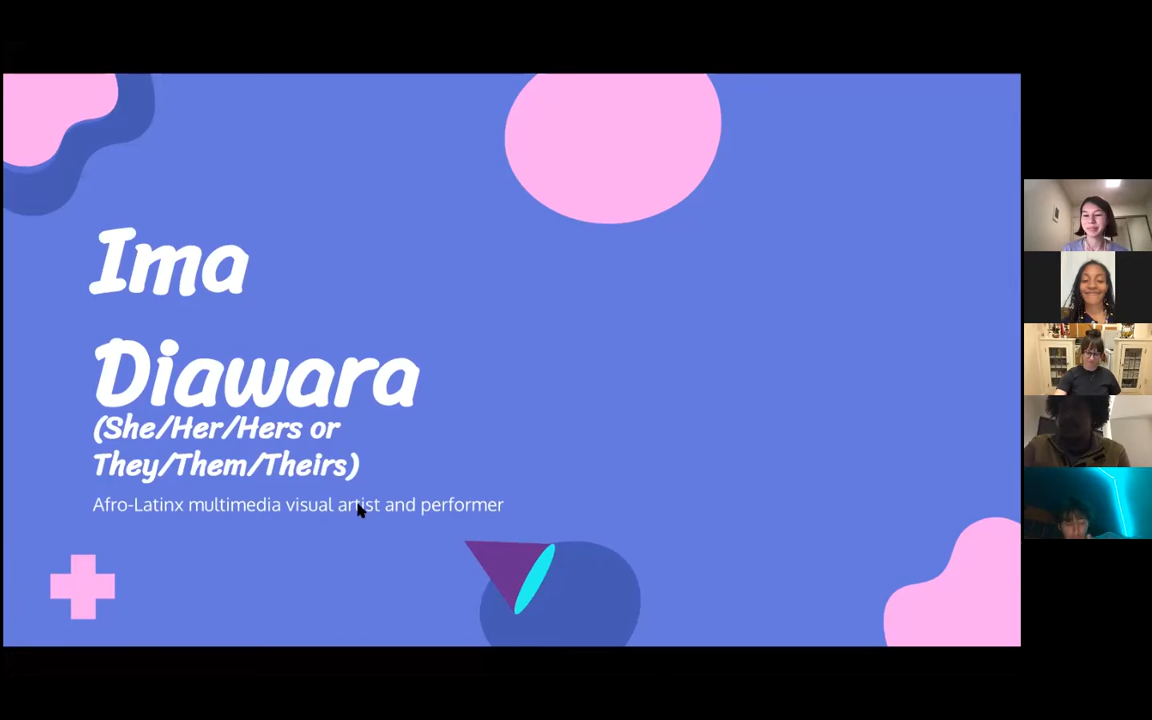 Ima
Diawara
(She/Her/Hers or
They/Them/Theirs)
Afro-Latinx multimedia visual artist and performer